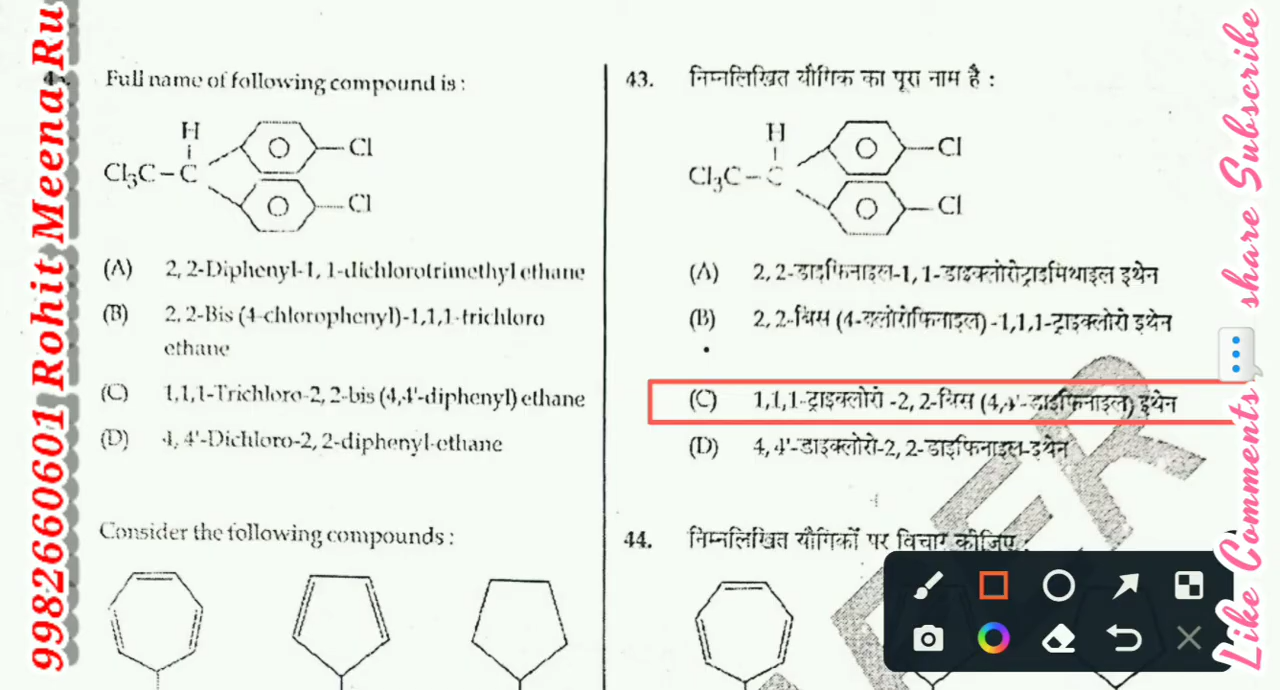 Full name of following compound is :
H
Cl3C – C
Cl
Cl
(A) 2, 2-Diphenyl-1, 1-dichlorotrimethyl ethane
(B) 2, 2-Bis (4-chlorophenyl)-1,1,1-trichloro
ethane
(C) 1,1,1-Trichloro-2, 2-bis (4,4'-diphenyl) ethane
(D) 4, 4'-Dichloro-2, 2-diphenyl-ethane
Consider the following compounds :
43. निम्नलिखित यौगिक का पूरा नाम है :
H
Cl3C – C
Cl
Cl
(A) 2, 2-डाइफिनाइल-1, 1-डाइक्लोरोट्राइमिथाइल इथेन
(B) 2, 2-बिस (4-क्लोरोफिनाइल) -1,1,1-ट्राइक्लोरो इथेन
(C) 1,1,1-ट्राइक्लोरो -2, 2-बिस (4,4'-डाइफिनाइल) इथेन
(D) 4, 4'-डाइक्लोरो-2, 2-डाइफिनाइल-इथेन
44. निम्नलिखित यौगिकों पर विचार कीजिए :
9982660601 Rohit Meena Ru
Like Comments share Subscribe